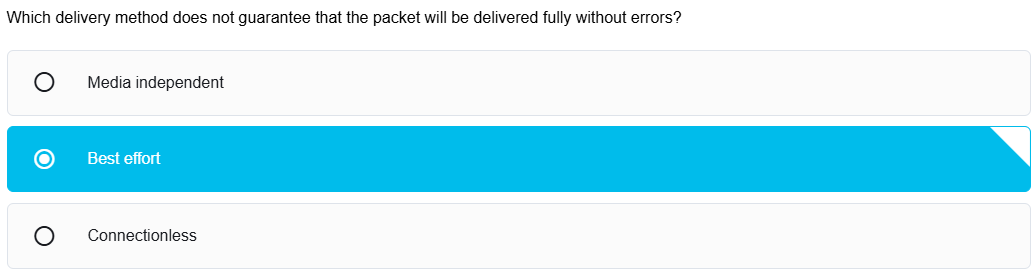 Which delivery method does not guarantee that the packet will be delivered fully without errors?
Media independent
Best effort
Connectionless